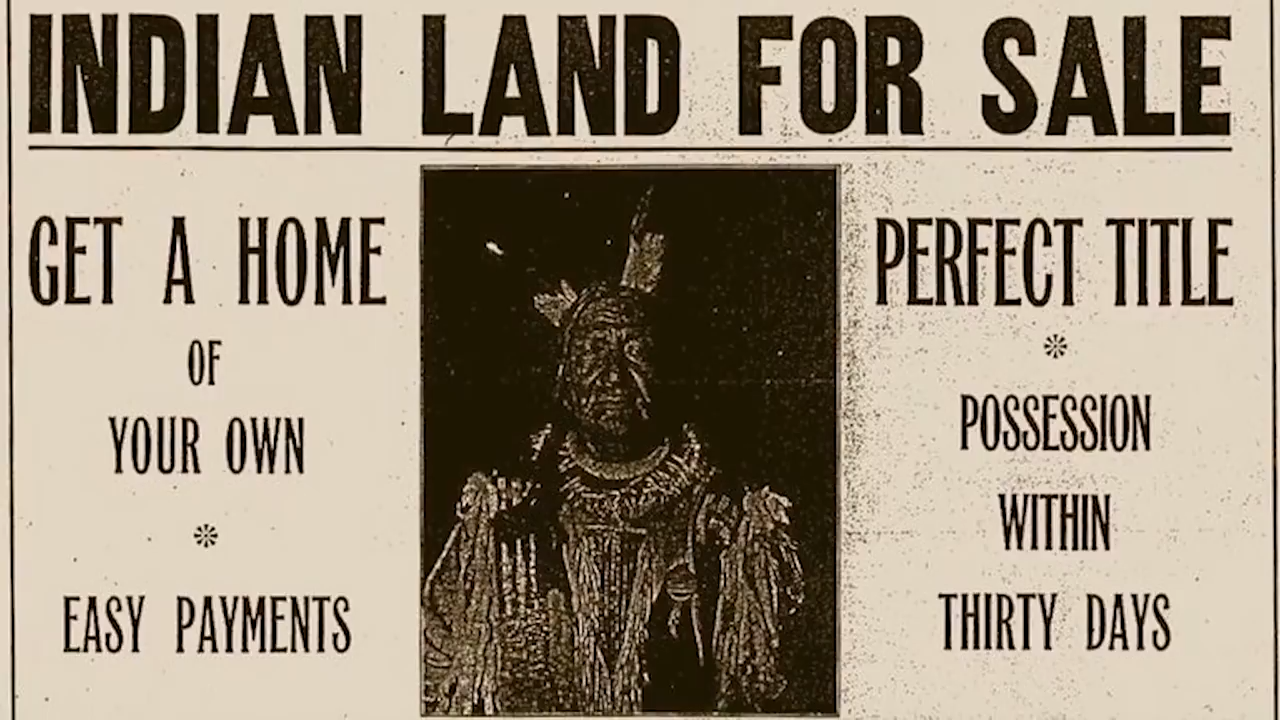 INDIAN LAND FOR SALE
GET A HOME
OF
YOUR OWN
❊
EASY PAYMENTS
PERFECT TITLE
❊
POSSESSION
WITHIN
THIRTY DAYS